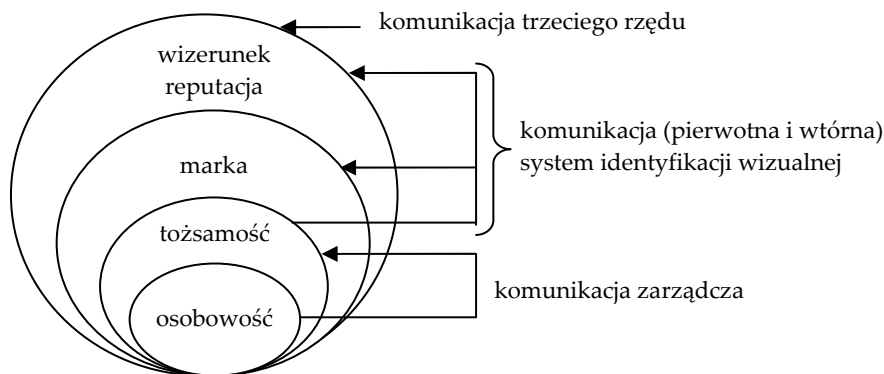 komunikacja trzeciego rzędu
wizerunek
reputacja
komunikacja (pierwotna i wtórna)
system identyfikacji wizualnej
marka
tożsamość
komunikacja zarządcza
osobowość